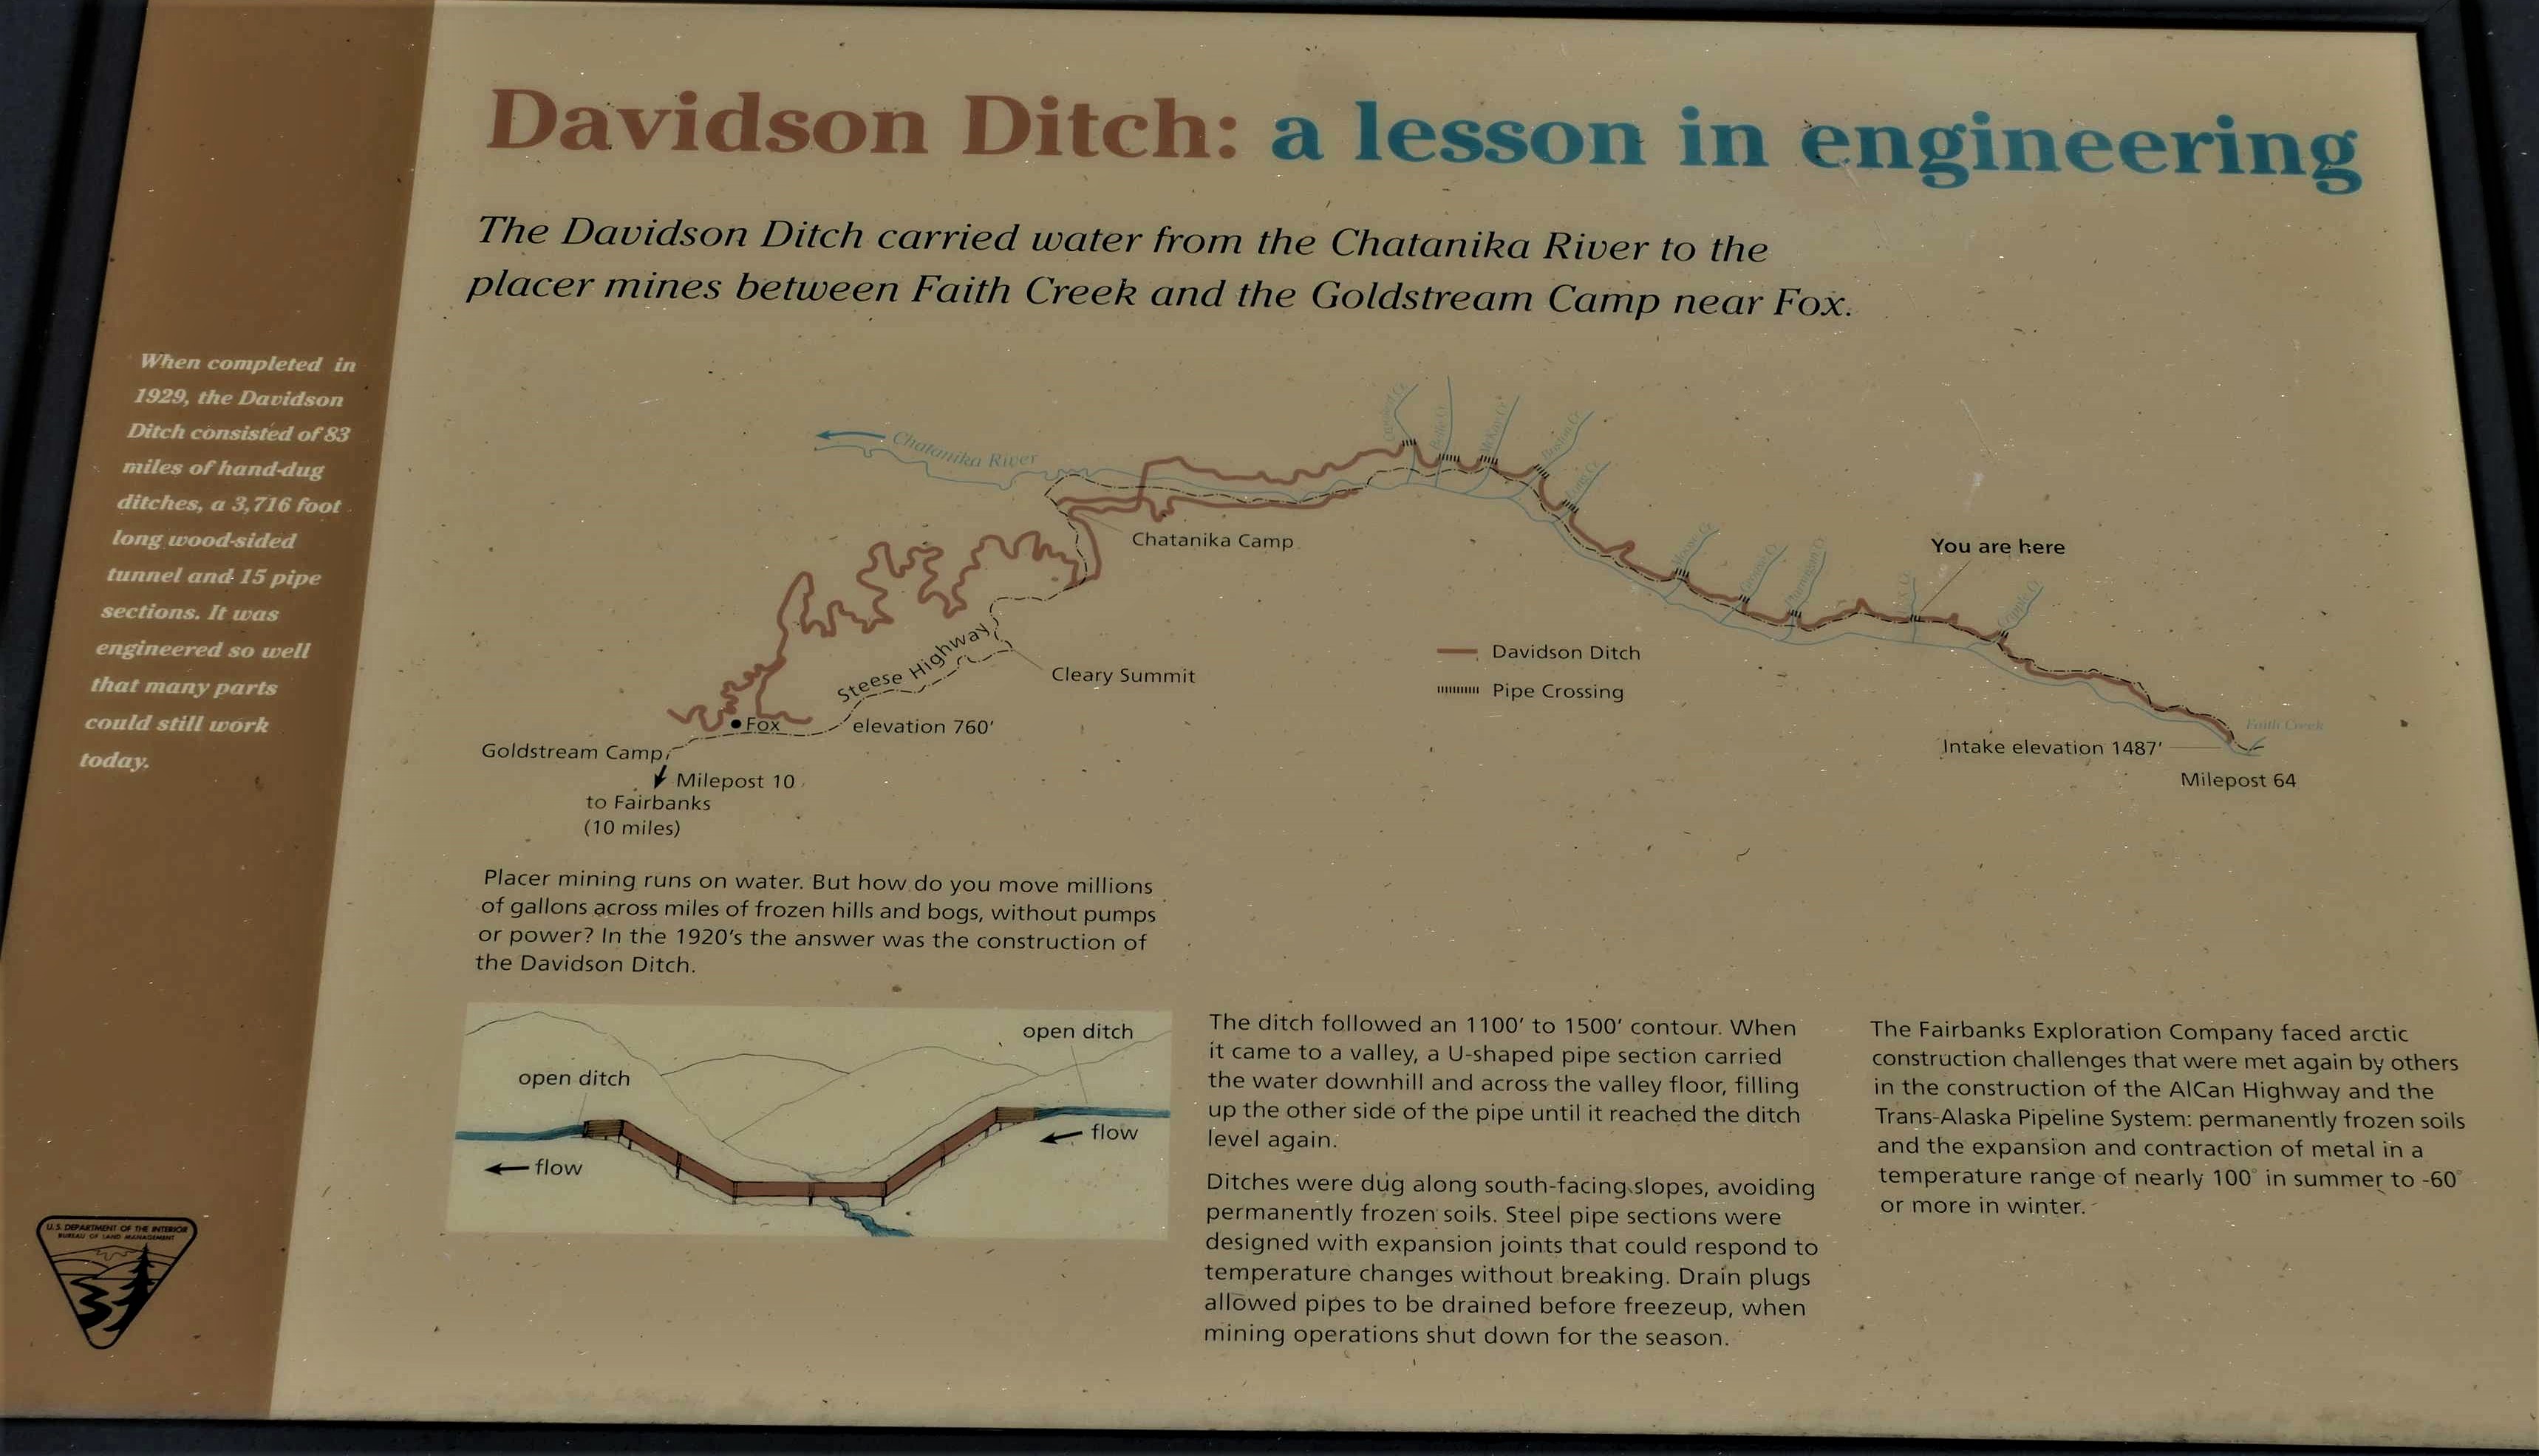 Davidson Ditch: a lesson in engineering
The Davidson Ditch carried water from the Chatanika River to the
placer mines between Faith Creek and the Goldstream Camp near Fox.
When completed in
1929, the Davidson
Ditch consisted of 83
miles of hand-dug
ditches, a 3,716 foot
long wood-sided
tunnel and 15 pipe
sections. It was
engineered so well
that many parts
could still work
today.
Chatanika River
Chatanika Camp
You are here
Steese Highway
Cleary Summit
Davidson Ditch
Pipe Crossing
Fox
elevation 760'
Goldstream Camp
Milepost 10
to Fairbanks
(10 miles)
Faith Creek
Intake elevation 1487'
Milepost 64
Placer mining runs on water. But how do you move millions
of gallons across miles of frozen hills and bogs, without pumps
or power? In the 1920's the answer was the construction of
the Davidson Ditch.
open ditch
open ditch
flow
flow
The ditch followed an 1100' to 1500' contour. When
it came to a valley, a U-shaped pipe section carried
the water downhill and across the valley floor, filling
up the other side of the pipe until it reached the ditch
level again.
Ditches were dug along south-facing slopes, avoiding
permanently frozen soils. Steel pipe sections were
designed with expansion joints that could respond to
temperature changes without breaking. Drain plugs
allowed pipes to be drained before freezeup, when
mining operations shut down for the season.
The Fairbanks Exploration Company faced arctic
construction challenges that were met again by others
in the construction of the AlCan Highway and the
Trans-Alaska Pipeline System: permanently frozen soils
and the expansion and contraction of metal in a
temperature range of nearly 100° in summer to -60°
or more in winter.
U.S. DEPARTMENT OF THE INTERIOR
BUREAU OF LAND MANAGEMENT